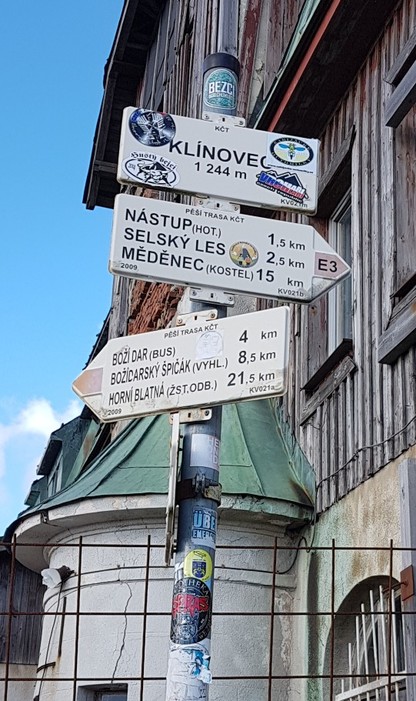 BEZCI
KČT
KLÍNOVEC
1 244 m
KV021m
PĚŠÍ TRASA KČT
NÁSTUP (HOT.) 1,5 km
SELSKÝ LES 2,5 km
MĚDĚNEC (KOSTEL) 15 km
2009 KV021b
E3
PĚŠÍ TRASA KČT
BOŽÍ DAR (BUS) 4 km
BOŽÍDARSKÝ ŠPIČÁK (VYHL.) 8,5 km
HORNÍ BLATNÁ (ŽST.ODB.) 21,5 km
2009 KV021a